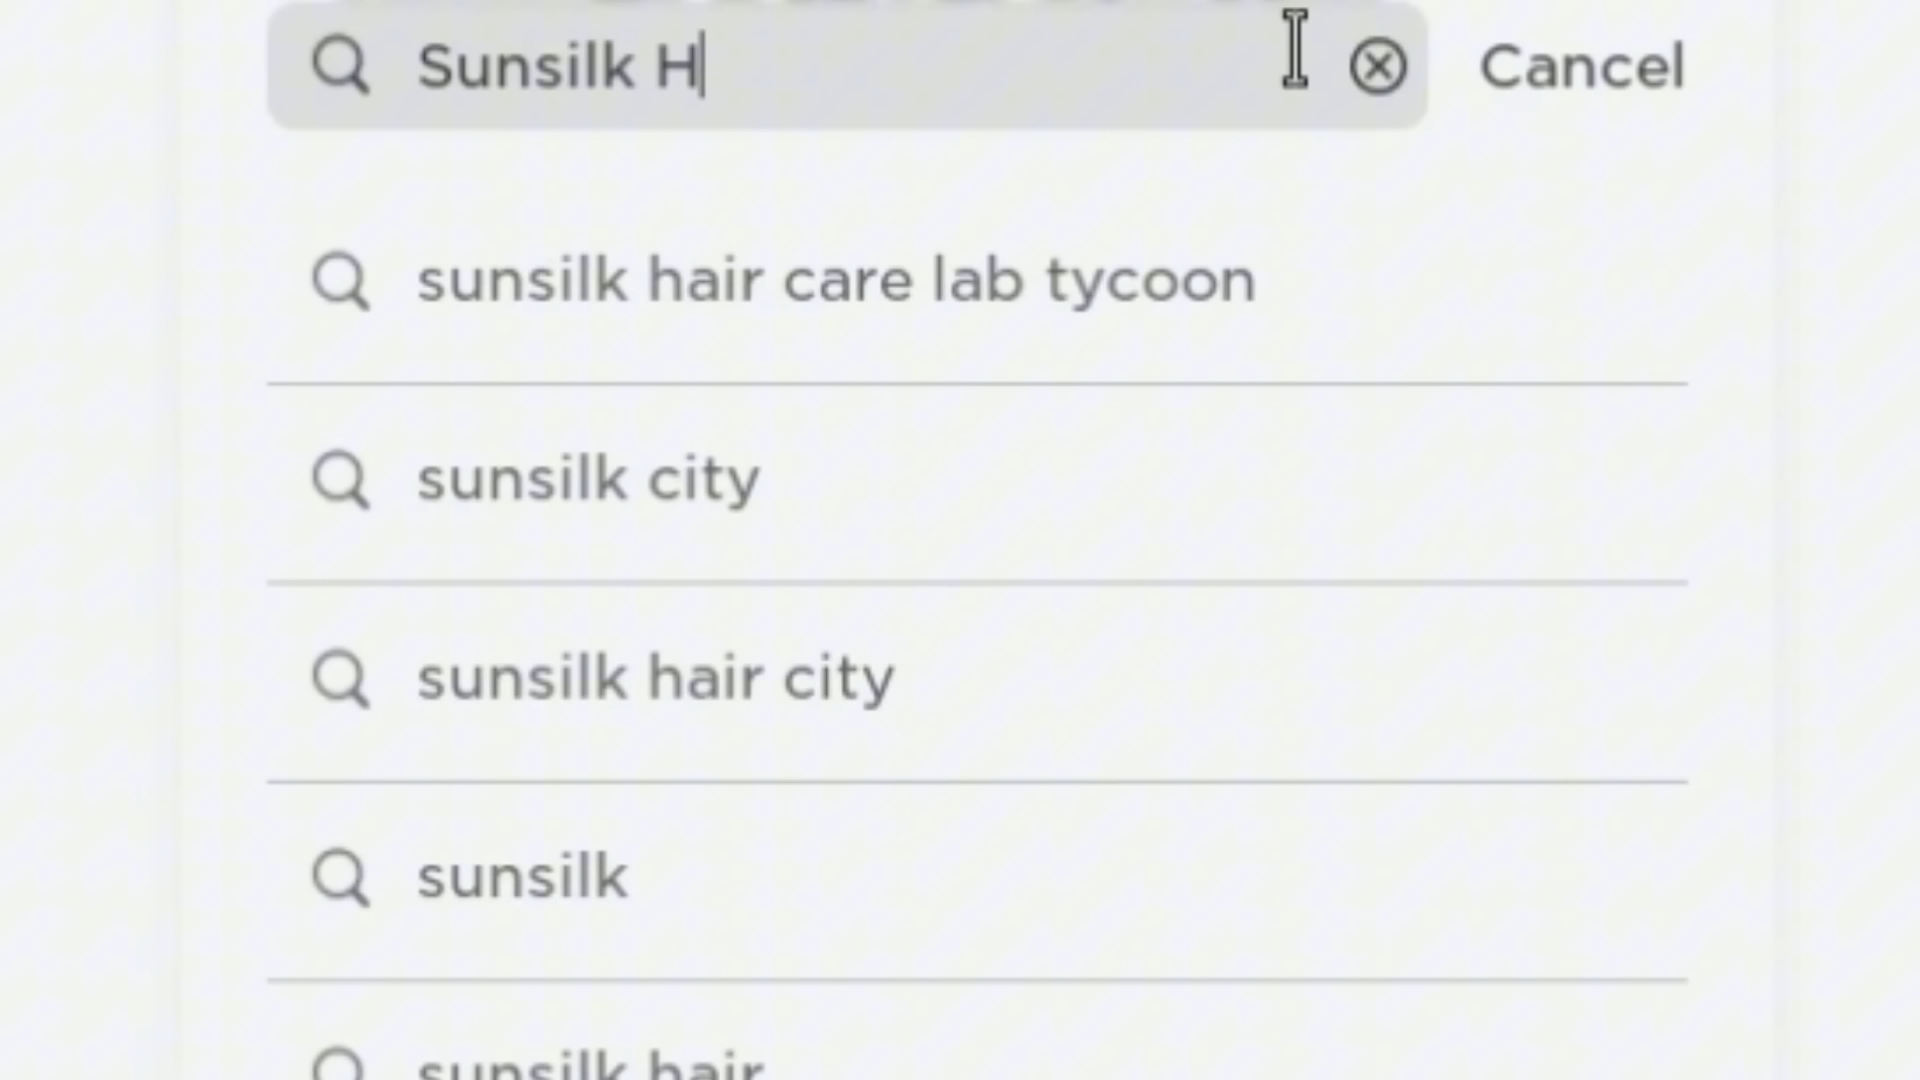 Sunsilk H
Cancel
sunsilk hair care lab tycoon
sunsilk city
sunsilk hair city
sunsilk
sunsilk hair